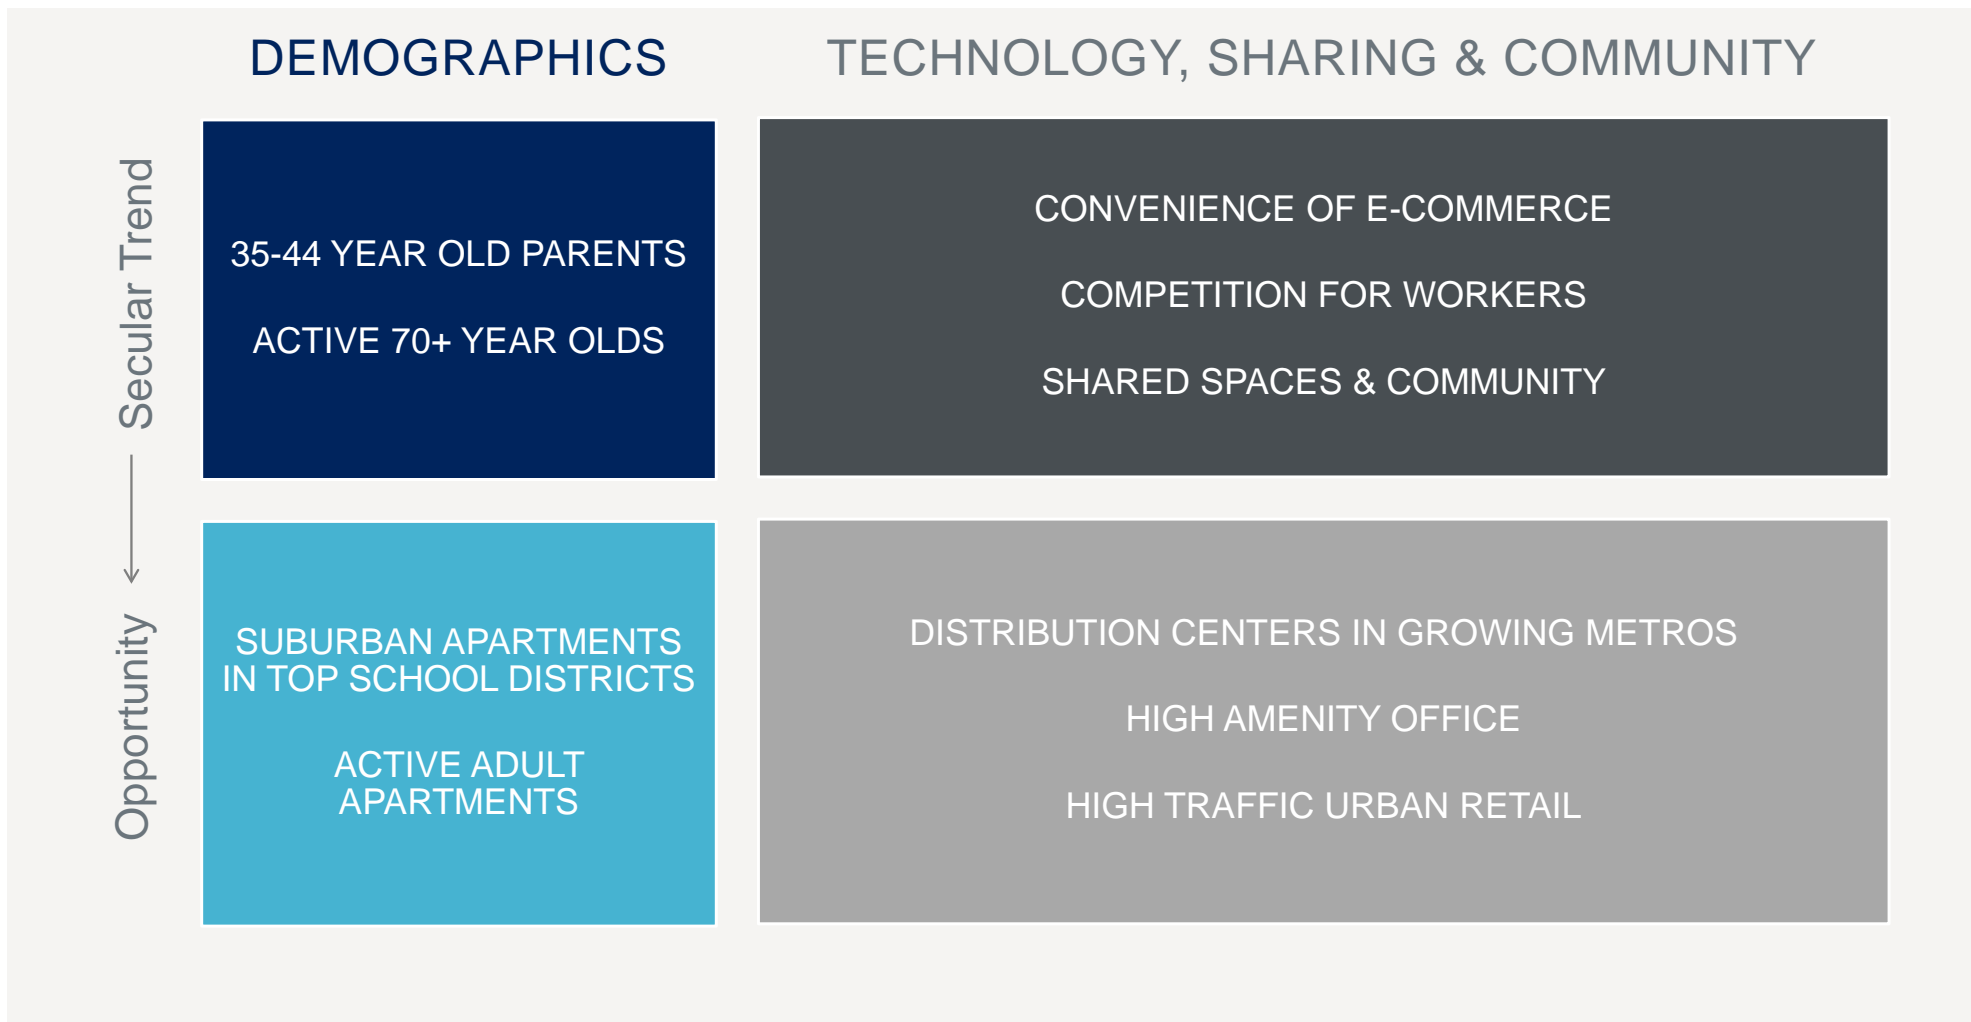 DEMOGRAPHICS
TECHNOLOGY, SHARING & COMMUNITY
Secular Trend
35-44 YEAR OLD PARENTS
ACTIVE 70+ YEAR OLDS
CONVENIENCE OF E-COMMERCE
COMPETITION FOR WORKERS
SHARED SPACES & COMMUNITY
Opportunity
SUBURBAN APARTMENTS
IN TOP SCHOOL DISTRICTS
ACTIVE ADULT
APARTMENTS
DISTRIBUTION CENTERS IN GROWING METROS
HIGH AMENITY OFFICE
HIGH TRAFFIC URBAN RETAIL